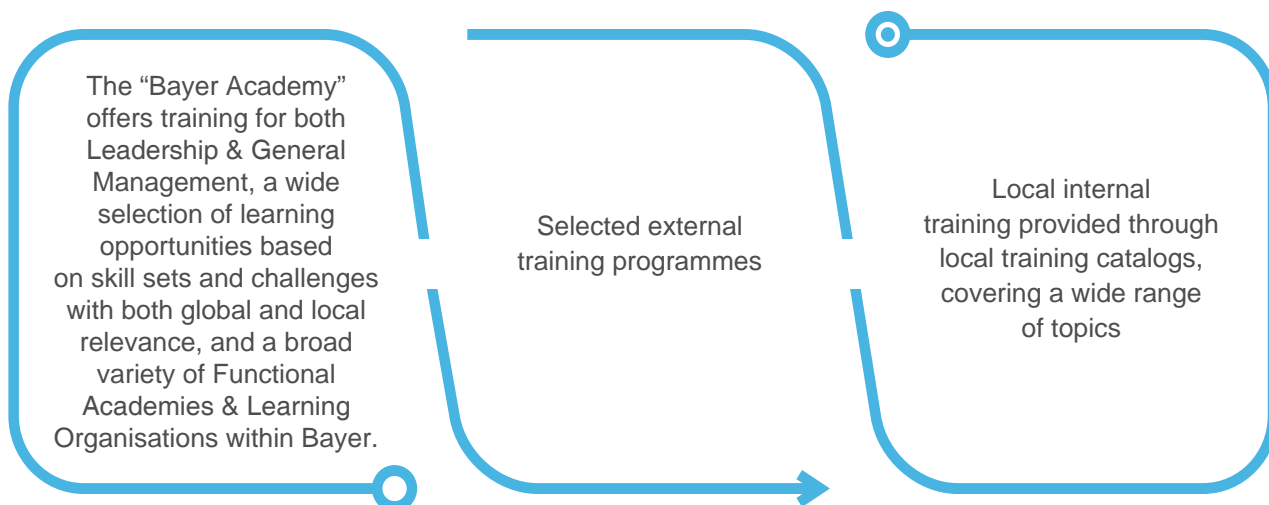 The “Bayer Academy”
offers training for both
Leadership & General
Management, a wide
selection of learning
opportunities based
on skill sets and challenges
with both global and local
relevance, and a broad
variety of Functional
Academies & Learning
Organisations within Bayer.
Selected external
training programmes
Local internal
training provided through
local training catalogs,
covering a wide range
of topics